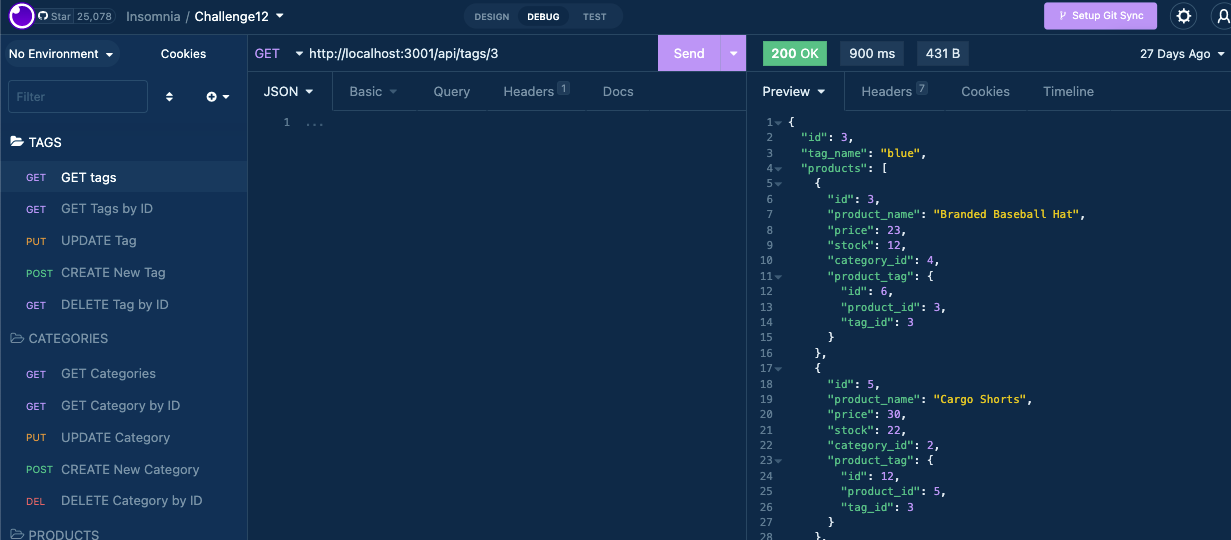 Star 25,078 Insomnia / Challenge12 DESIGN DEBUG TEST Setup Git Sync
No Environment Cookies
Filter
TAGS
GET GET tags
GET GET Tags by ID
PUT UPDATE Tag
POST CREATE New Tag
GET DELETE Tag by ID
CATEGORIES
GET GET Categories
GET GET Category by ID
PUT UPDATE Category
POST CREATE New Category
DEL DELETE Category by ID
PRODUCTS
GET http://localhost:3001/api/tags/3 Send
JSON Basic Query Headers 1 Docs
1 ...
200 OK 900 ms 431 B 27 Days Ago
Preview Headers 7 Cookies Timeline
1 {
2 "id": 3,
3 "tag_name": "blue",
4 "products": [
5 {
6 "id": 3,
7 "product_name": "Branded Baseball Hat",
8 "price": 23,
9 "stock": 12,
10 "category_id": 4,
11 "product_tag": {
12 "id": 6,
13 "product_id": 3,
14 "tag_id": 3
15 }
16 },
17 {
18 "id": 5,
19 "product_name": "Cargo Shorts",
20 "price": 30,
21 "stock": 22,
22 "category_id": 2,
23 "product_tag": {
24 "id": 12,
25 "product_id": 5,
26 "tag_id": 3
27 }
28 },